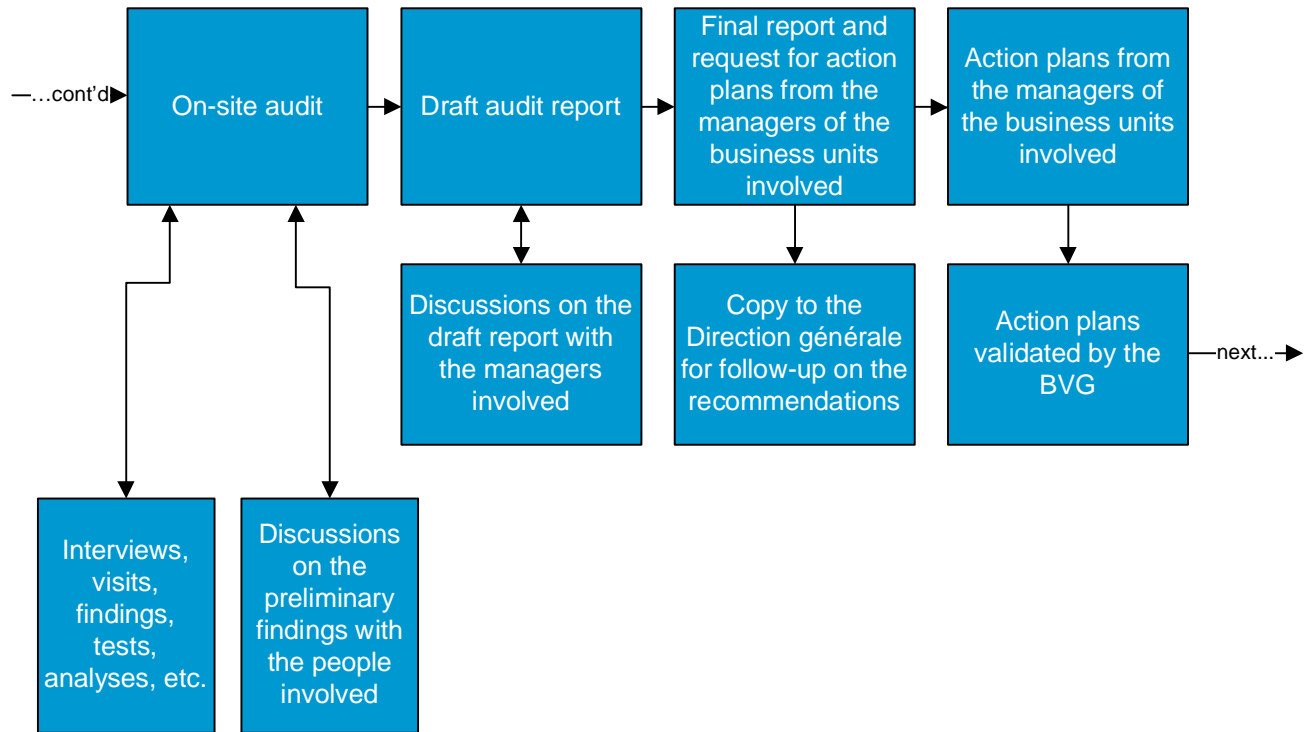 …cont’d
On-site audit
Draft audit report
Final report and
request for action
plans from the
managers of the
business units
involved
Action plans from
the managers of
the business units
involved
Discussions on the
draft report with
the managers
involved
Copy to the
Direction générale
for follow-up on the
recommendations
Action plans
validated by the
BVG
next...
Interviews,
visits,
findings,
tests,
analyses, etc.
Discussions
on the
preliminary
findings with
the people
involved